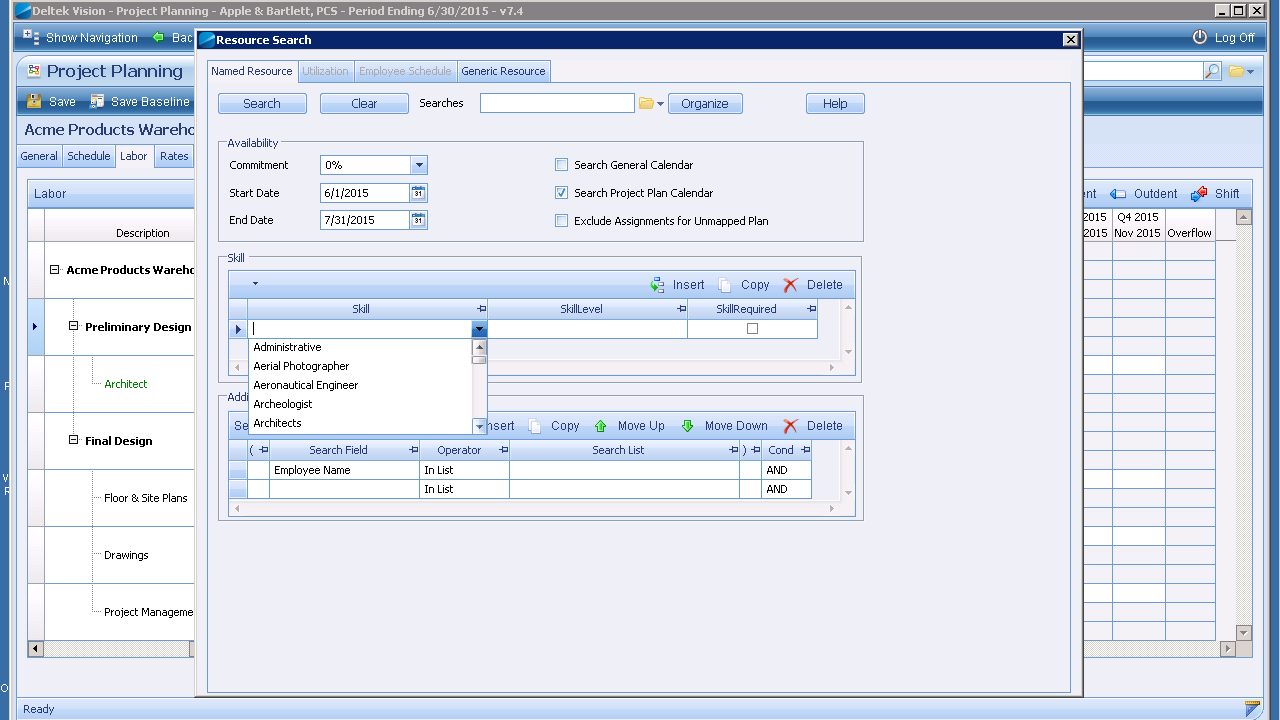 Deltek Vision - Project Planning - Apple & Bartlett, PCS - Period Ending 6/30/2015 - v7.4
Show Navigation
Bac
Log Off
Resource Search
Project Planning
Named Resource Utilization Employee Schedule Generic Resource
Save Save Baseline
Search Clear Searches Organize Help
Acme Products Wareho
General Schedule Labor Rates
Availability
Commitment 0% Search General Calendar
Start Date 6/1/2015 31 Search Project Plan Calendar
End Date 7/31/2015 31 Exclude Assignments for Unmapped Plan
Labor
nt Outdent Shift
2015 Q4 2015
Description
2015 Nov 2015 Overflow
Skill
Insert Copy Delete
Skill SkillLevel SkillRequired
Administrative
Aerial Photographer
Aeronautical Engineer
Archeologist
Architects
Addi
Se
nsert Copy Move Up Move Down Delete
( Search Field Operator Search List ) Cond
Employee Name In List AND
In List AND
Acme Products Wareho
Preliminary Design
Architect
Final Design
Floor & Site Plans
Drawings
Project Manageme
Ready